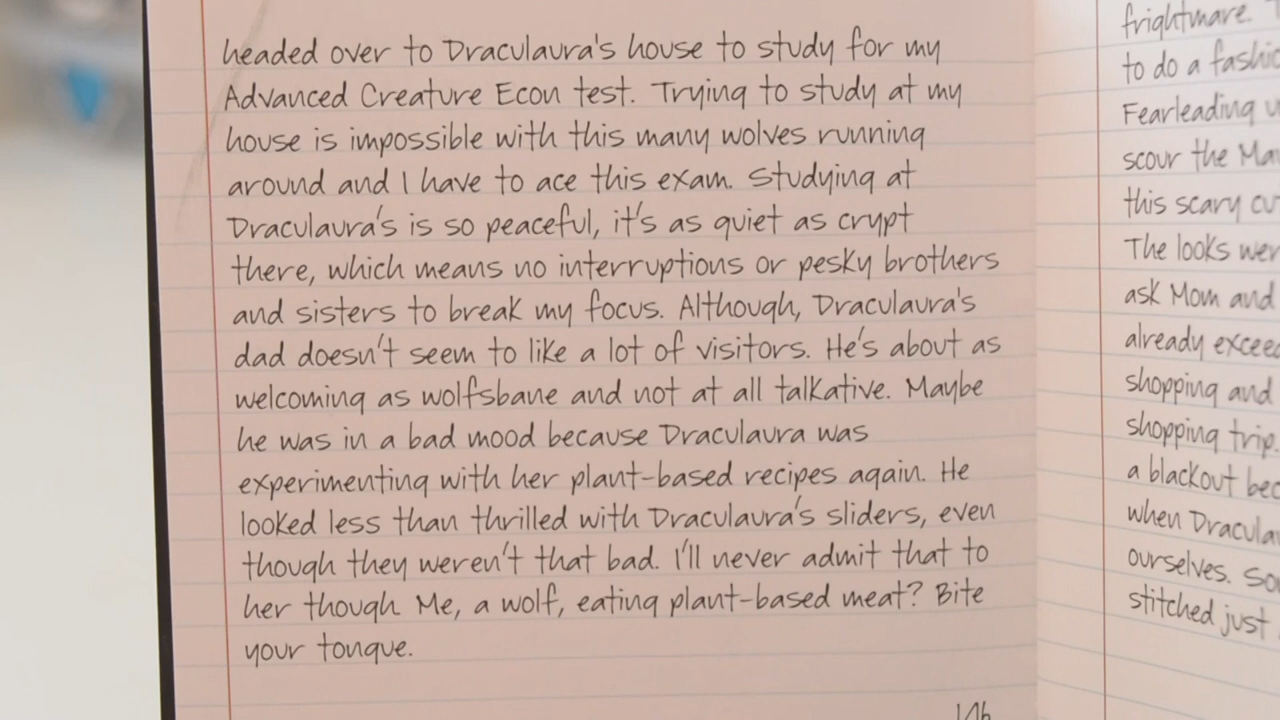 headed over to Draculaura's house to study for my
Advanced Creature Econ test. Trying to study at my
house is impossible with this many wolves running
around and I have to ace this exam. Studying at
Draculaura's is so peaceful, it's as quiet as crypt
there, which means no interruptions or pesky brothers
and sisters to break my focus. Although, Draculaura's
dad doesn't seem to like a lot of visitors. He's about as
welcoming as wolfsbane and not at all talkative. Maybe
he was in a bad mood because Draculaura was
experimenting with her plant-based recipes again. He
looked less than thrilled with Draculaura's sliders, even
though they weren't that bad. I'll never admit that to
her though. Me, a wolf, eating plant-based meat? Bite
your tongue.
frightmare.
to do a
Fearleading
scour the
this scary
The looks
ask Mom and
already
shopping and
shopping trip.
a blackout
when
ourselves.
stitched just